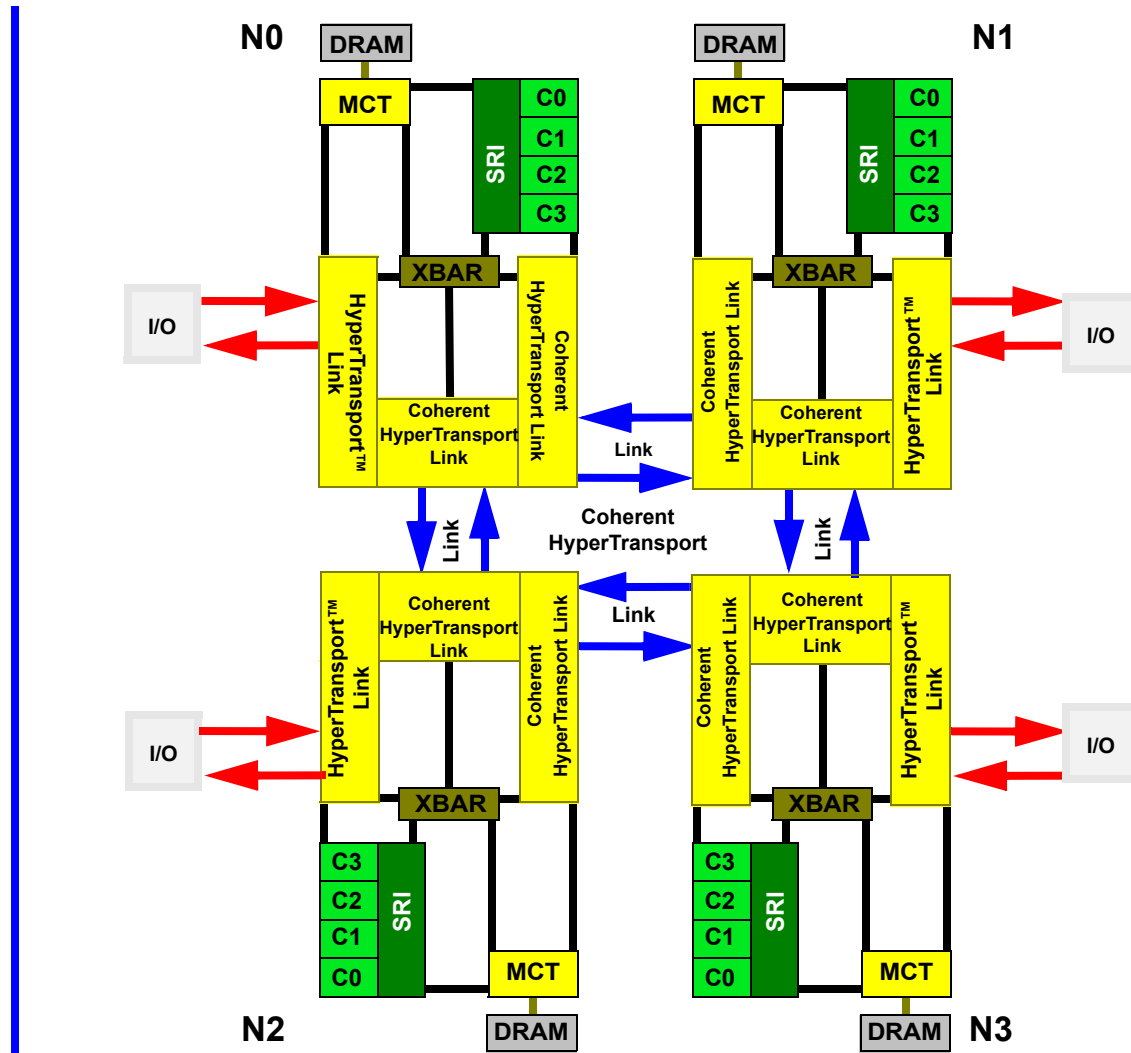 N0
DRAM
MCT
SRI
C0
C1
C2
C3
XBAR
I/O
HyperTransport™
Link
Coherent
HyperTransport Link
Coherent
HyperTransport
Link
N1
DRAM
MCT
SRI
C0
C1
C2
C3
XBAR
Coherent
HyperTransport Link
Coherent
HyperTransport
Link
HyperTransport™
Link
I/O
Link
Link
Coherent
HyperTransport
Link
Link
HyperTransport™
Link
Coherent
HyperTransport
Link
Coherent
HyperTransport Link
I/O
XBAR
C3
C2
C1
C0
SRI
MCT
DRAM
N2
Coherent
HyperTransport Link
Coherent
HyperTransport
Link
HyperTransport™
Link
I/O
XBAR
C3
C2
C1
C0
SRI
MCT
DRAM
N3